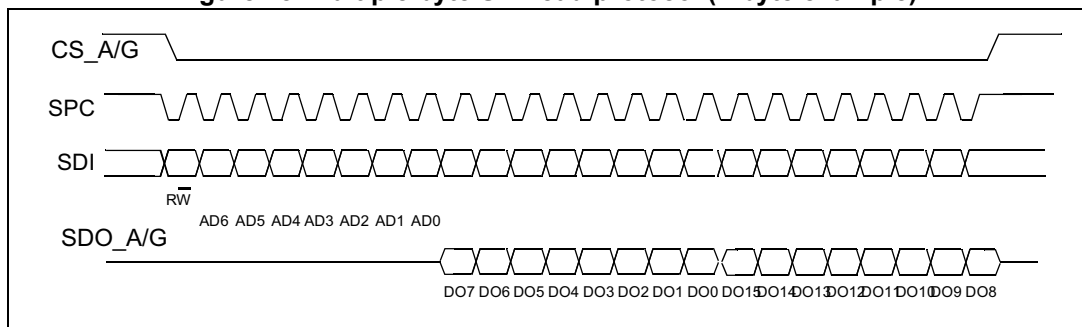 CS_A/G
SPC
SDI
RW
AD6 AD5 AD4 AD3 AD2 AD1 AD0
SDO_A/G
DO7 DO6 DO5 DO4 DO3 DO2 DO1 DO0 DO15 DO14 DO13 DO12 DO11 DO10 DO9 DO8